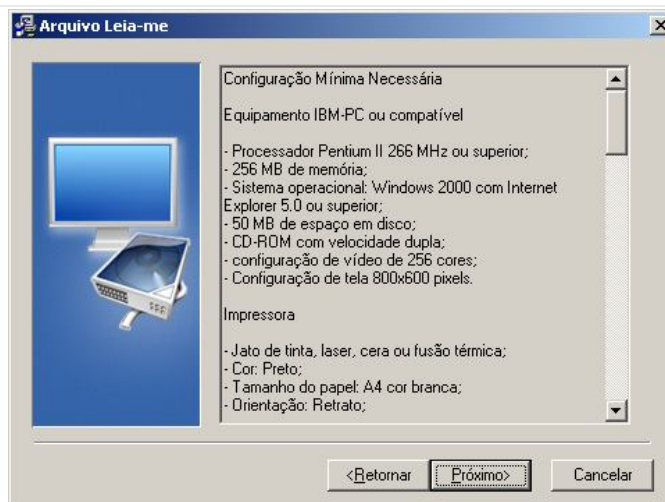 Arquivo Leia-me
Configuração Mínima Necessária
Equipamento IBM-PC ou compatível
- Processador Pentium II 266 MHz ou superior;
- 256 MB de memória;
- Sistema operacional: Windows 2000 com Internet
Explorer 5.0 ou superior;
- 50 MB de espaço em disco;
- CD-ROM com velocidade dupla;
- configuração de vídeo de 256 cores;
- Configuração de tela 800x600 pixels.
Impressora
- Jato de tinta, laser, cera ou fusão térmica;
- Cor: Preto;
- Tamanho do papel: A4 cor branca;
- Orientação: Retrato;
<Retornar Próximo> Cancelar